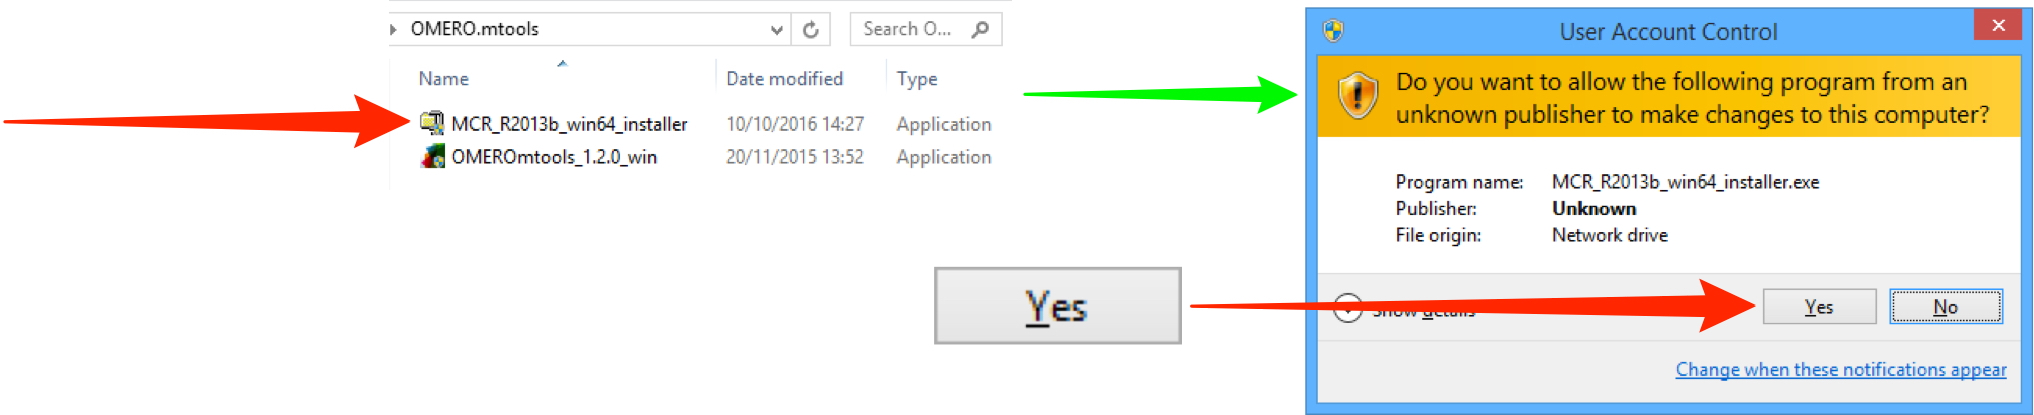 OMERO.mtools
Search O...
Name Date modified Type
MCR_R2013b_win64_installer 10/10/2016 14:27 Application
OMEROmtools_1.2.0_win 20/11/2015 13:52 Application
Yes
User Account Control
Do you want to allow the following program from an
unknown publisher to make changes to this computer?
Program name: MCR_R2013b_win64_installer.exe
Publisher: Unknown
File origin: Network drive
Show details
Yes No
Change when these notifications appear